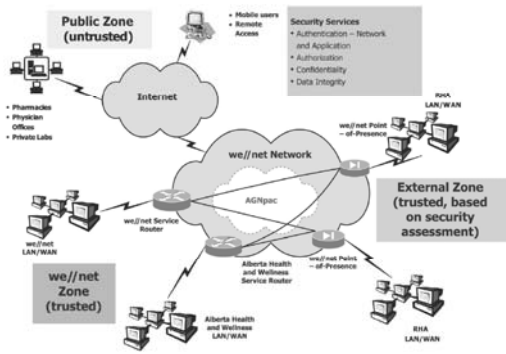 Public Zone
(untrusted)
• Mobile users
• Remote
Access
Security Services
• Authentication – Network
and Application
• Authorisation
• Confidentiality
• Data Integrity
Internet
• Pharmacies
• Physician
Offices
• Private Labs
RHA
LAN/WAN
we//net Point
–of-Presence
we//net Network
AGNpac
External Zone
(trusted, based
on security
assessment)
we//net Service
Router
we//net
LAN/WAN
we//net Point
–of-Presence
Alberta Health
and Wellness
Service Router
we//net
Zone
(trusted)
Alberta Health
and Wellness
LAN/WAN
RHA
LAN/WAN